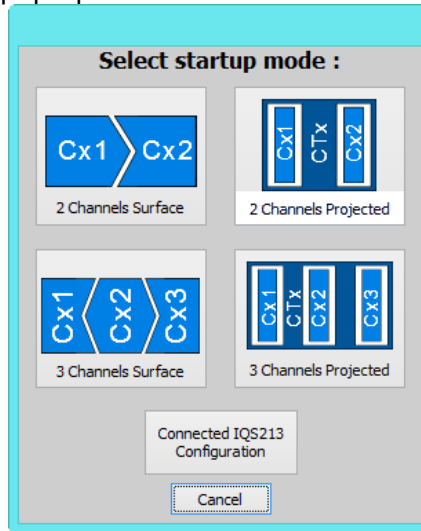 Select startup mode :
Cx1 Cx2
2 Channels Surface
Cx1 CTx Cx2
2 Channels Projected
Cx1 Cx2 Cx3
3 Channels Surface
Cx1 CTx Cx2 Cx3
3 Channels Projected
Connected IQS213
Configuration
Cancel